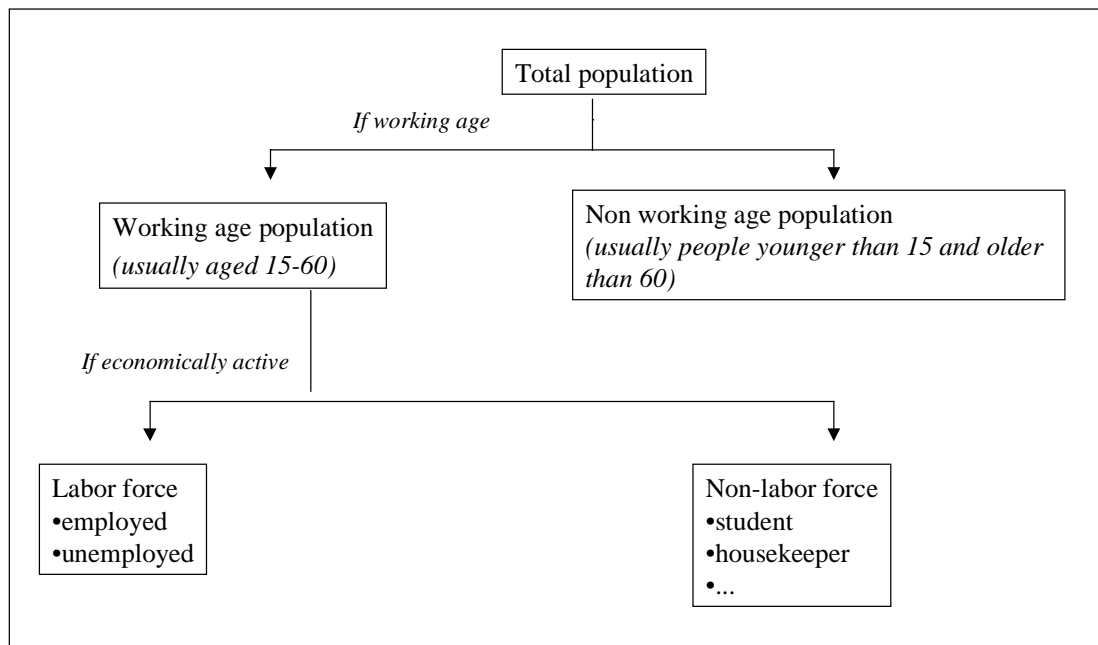 Total population
If working age
Working age population
(usually aged 15-60)
Non working age population
(usually people younger than 15 and older
than 60)
If economically active
Labor force
•employed
•unemployed
Non-labor force
•student
•housekeeper
•...